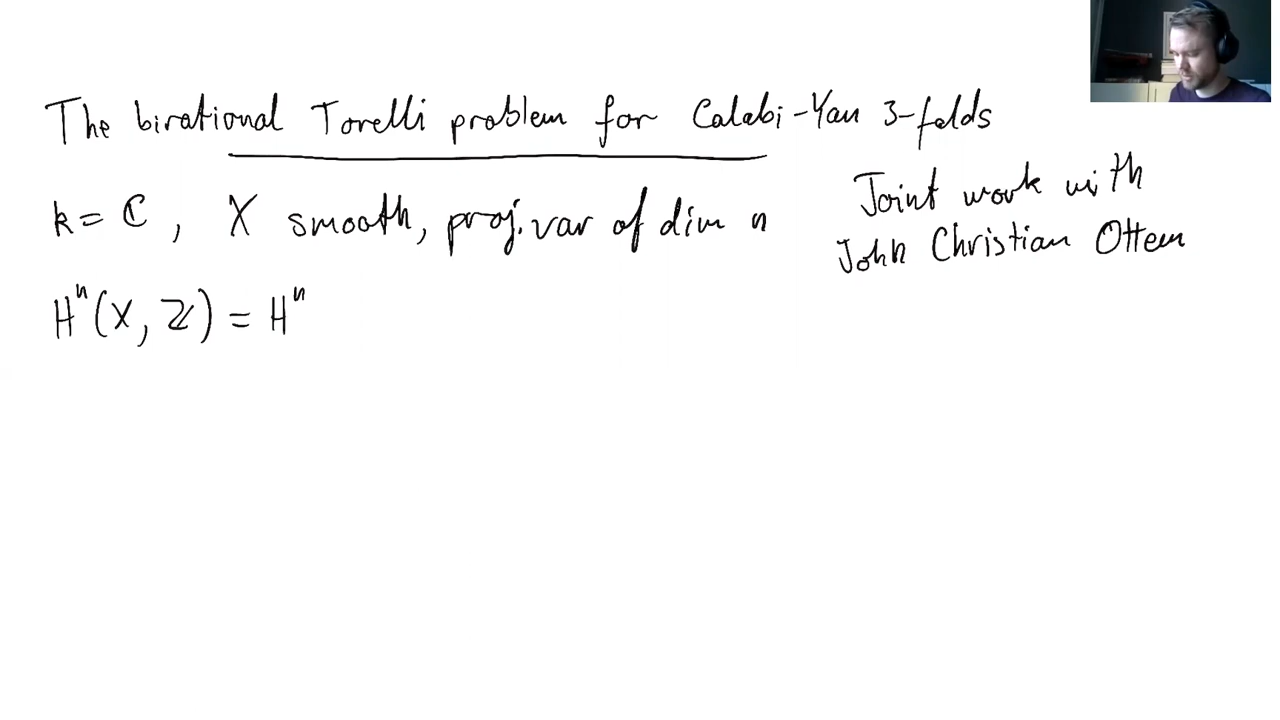 The birational Torelli problem for Calabi-Yau 3-folds
k = ℂ, X smooth, proj. var of dim n
Joint work with
John Christian Ottem
Hⁿ(X, ℤ) = Hⁿ